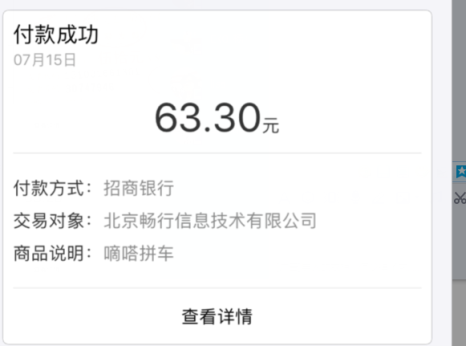 付款成功
07月15日
63.30元
付款方式：招商银行
交易对象：北京畅行信息技术有限公司
商品说明：嘀嗒拼车
查看详情